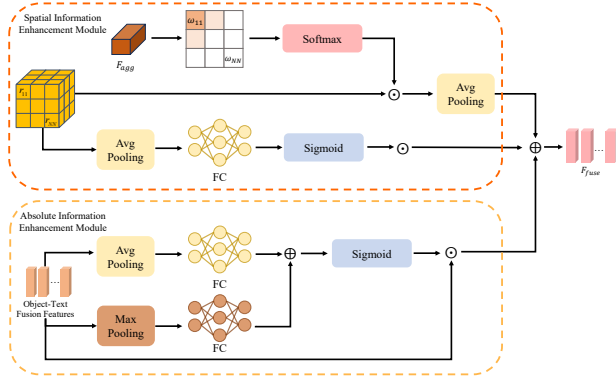 Spatial Information
Enhancement Module
F_agg
ω_11
ω_NN
Softmax
r_11
r_NN
Avg
Pooling
Avg
Pooling
FC
Sigmoid
...
F_fuse
Absolute Information
Enhancement Module
Avg
Pooling
FC
Sigmoid
...
Object-Text
Fusion Features
Max
Pooling
FC